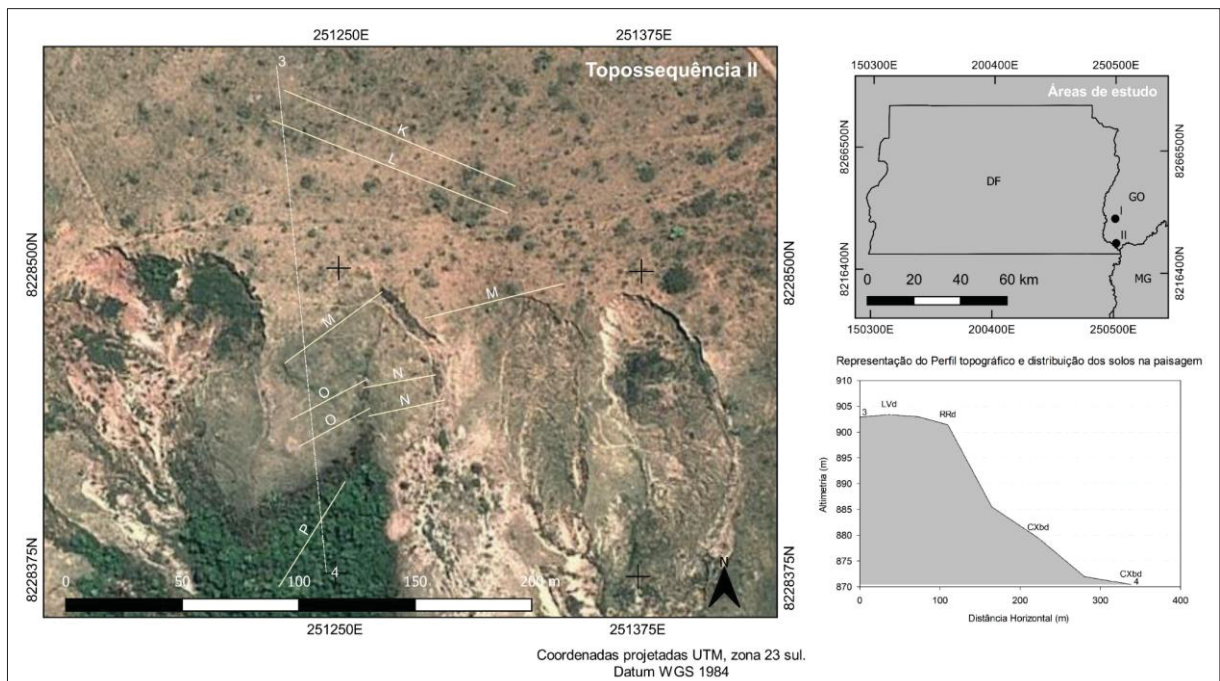 251250E 251375E
Topossequência II
3
K
L
M
M
N
O
N
O
P
4
8228500N 8228500N
8228375N 8228375N
0 50 100 150 200 m
N
251250E 251375E
Coordenadas projetadas UTM, zona 23 sul.
Datum WGS 1984
150300E 200400E 250500E
Áreas de estudo
8266500N 8266500N
DF
GO
I
II
MG
8216400N 8216400N
0 20 40 60 km
150300E 200400E 250500E
Representação do Perfil topográfico e distribuição dos solos na paisagem
910
905
900
895
890
885
880
875
870
Altimetria (m)
3
LVd
RRd
CXbd
CXbd
4
0 100 200 300 400
Distância Horizontal (m)